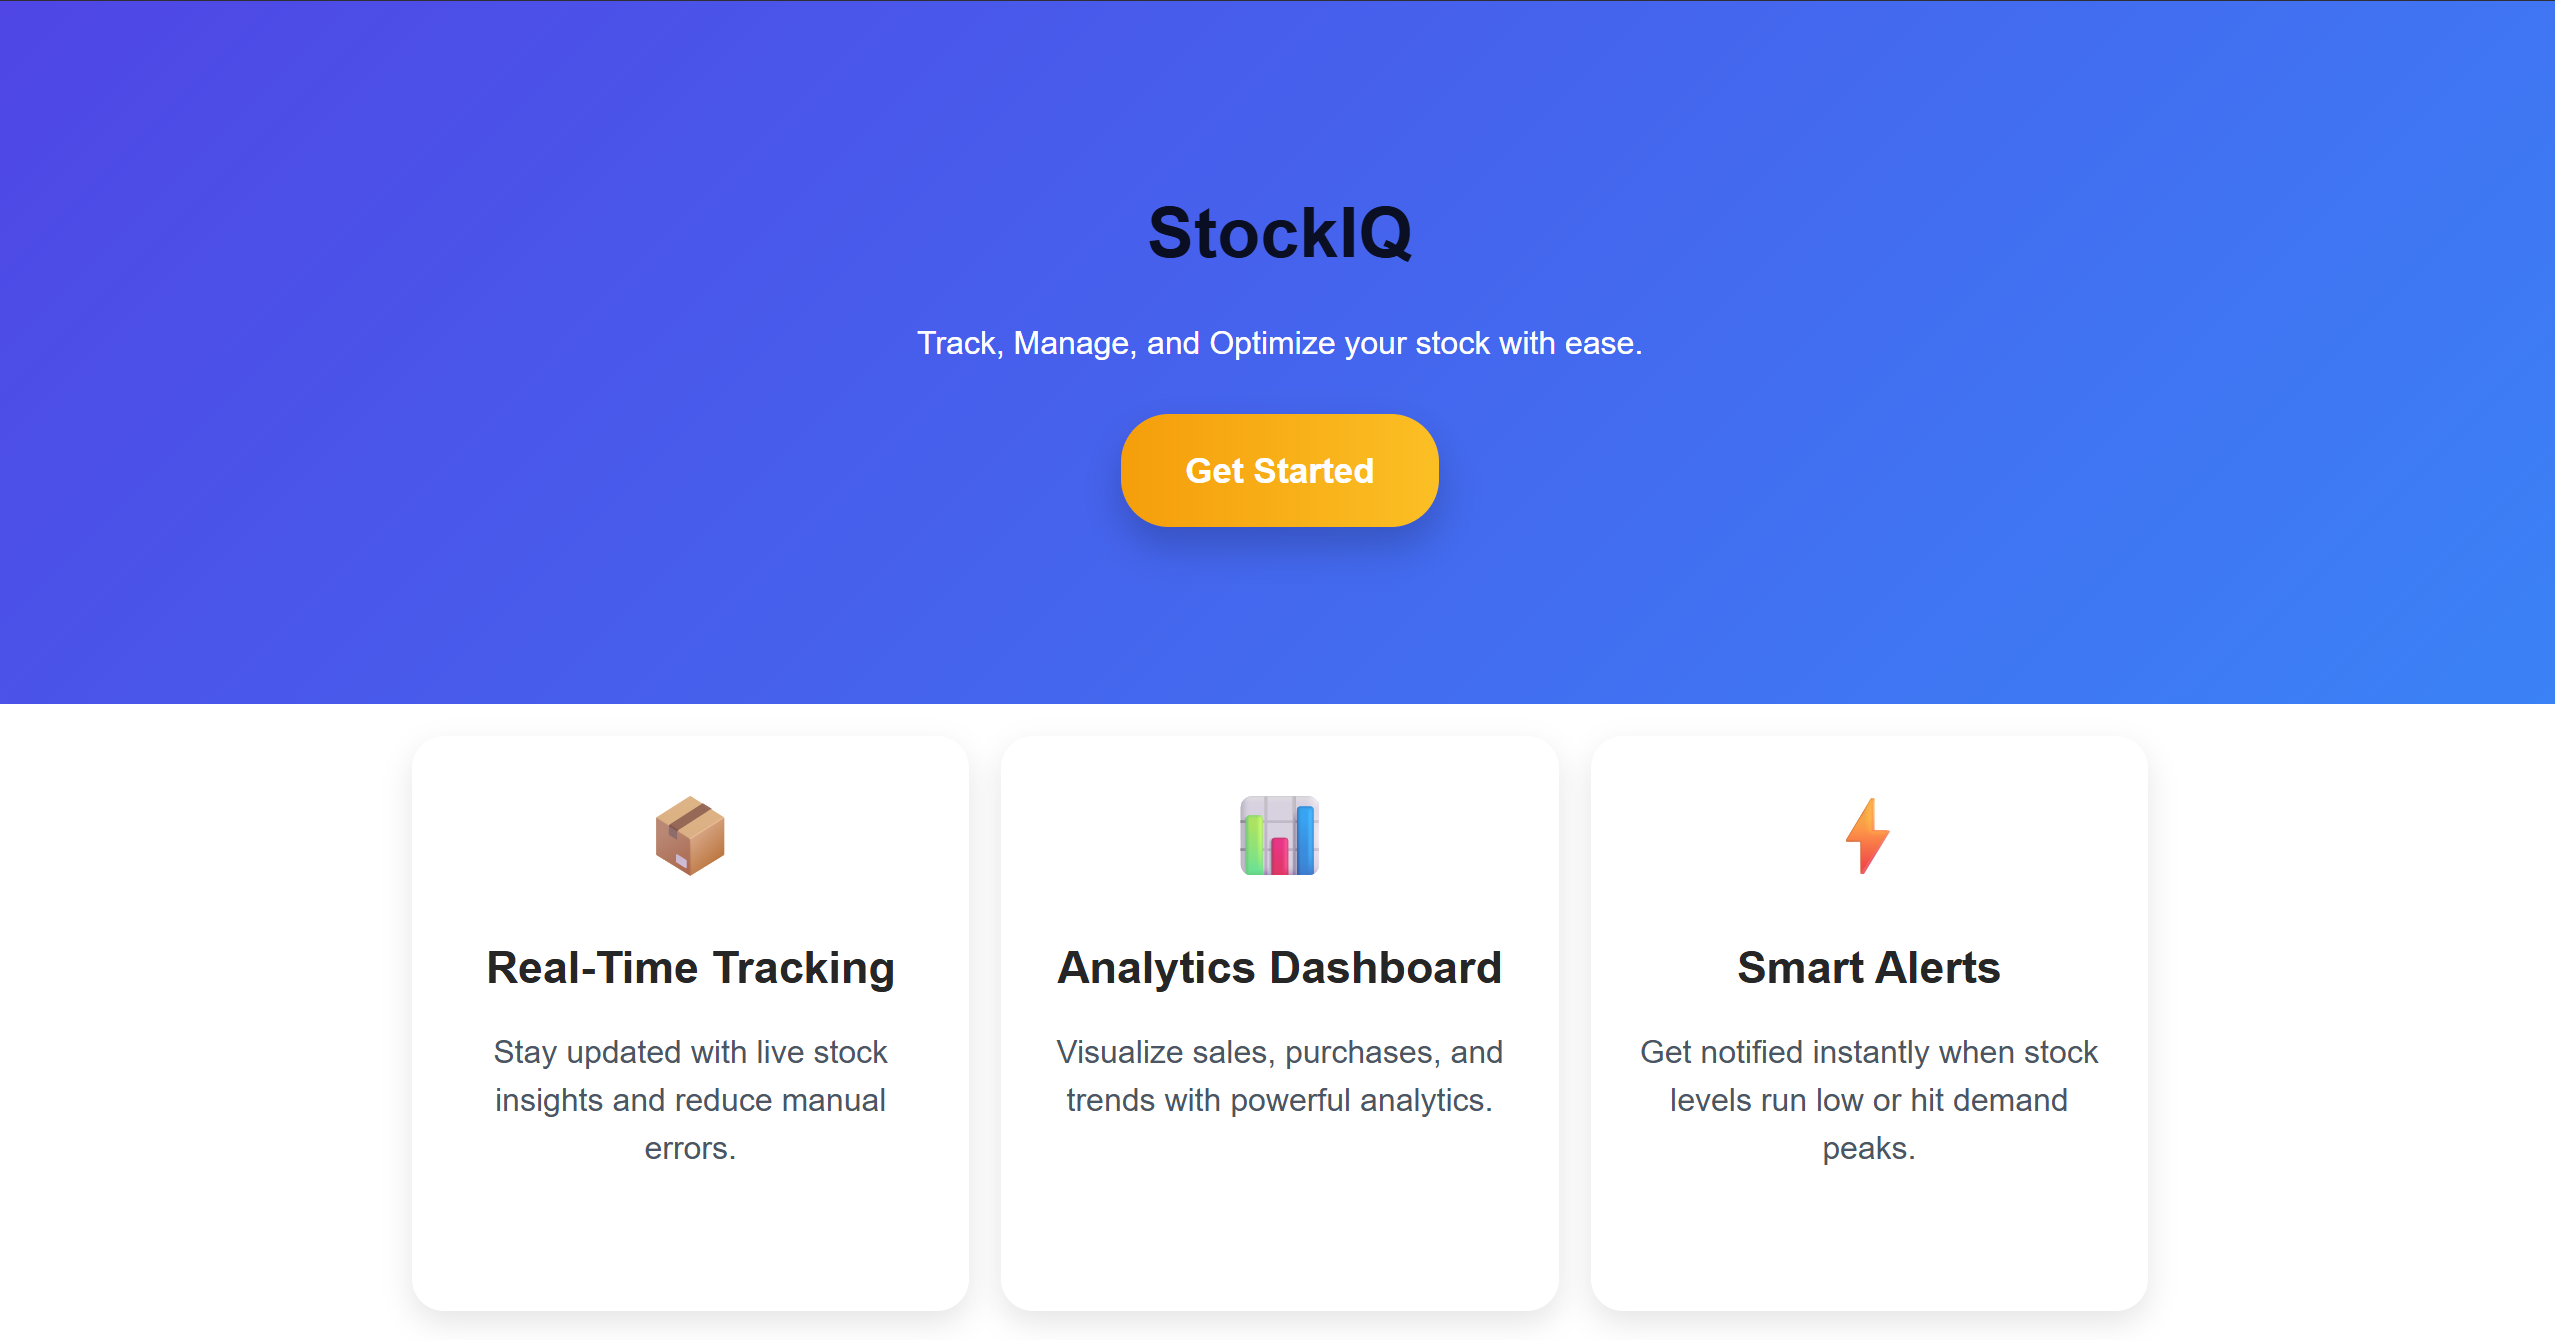 StockIQ
Track, Manage, and Optimize your stock with ease.
Get Started
Real-Time Tracking
Stay updated with live stock
insights and reduce manual
errors.
Analytics Dashboard
Visualize sales, purchases, and
trends with powerful analytics.
Smart Alerts
Get notified instantly when stock
levels run low or hit demand
peaks.